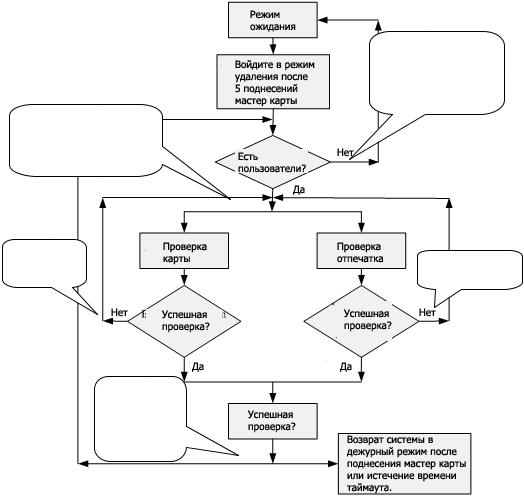 Режим
ожидания
Войдите в режим
удаления после
5 поднесений
мастер карты
Есть
пользователи?
Нет
Да
Проверка
карты
Проверка
отпечатка
Успешная
проверка?
Нет
Успешная
проверка?
Нет
Да
Да
Успешная
проверка?
Возврат системы в
дежурный режим после
поднесения мастер карты
или истечение времени
таймаута.